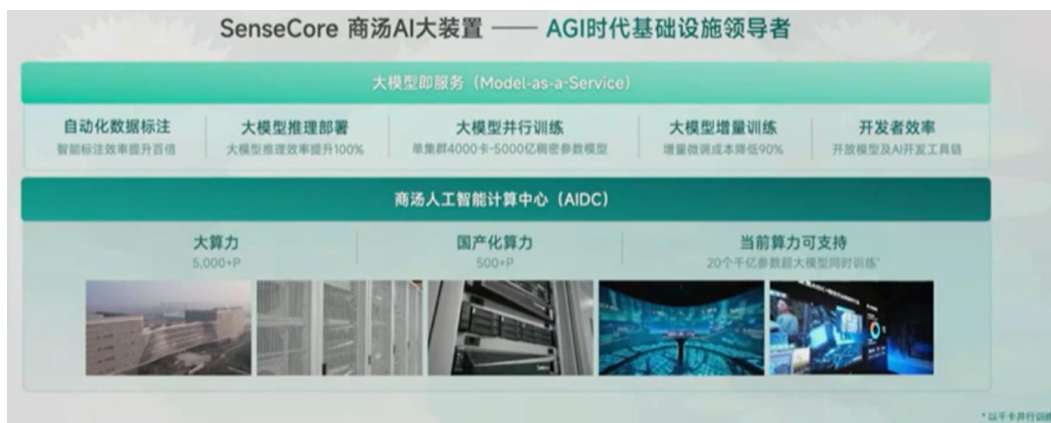 SenseCore 商汤AI大装置 —— AGI时代基础设施领导者
大模型即服务（Model-as-a-Service）
自动化数据标注
智能标注效率提升百倍
大模型推理部署
大模型推理效率提升100%
大模型并行训练
单集群4000卡-5000亿稠密参数模型
大模型增量训练
增量微调成本降低90%
开发者效率
开放模型及AI开发工具链
商汤人工智能计算中心（AIDC）
大算力
5,000+P
国产化算力
500+P
当前算力可支持
20个千亿参数超大模型同时训练*
* 以千卡并行训练